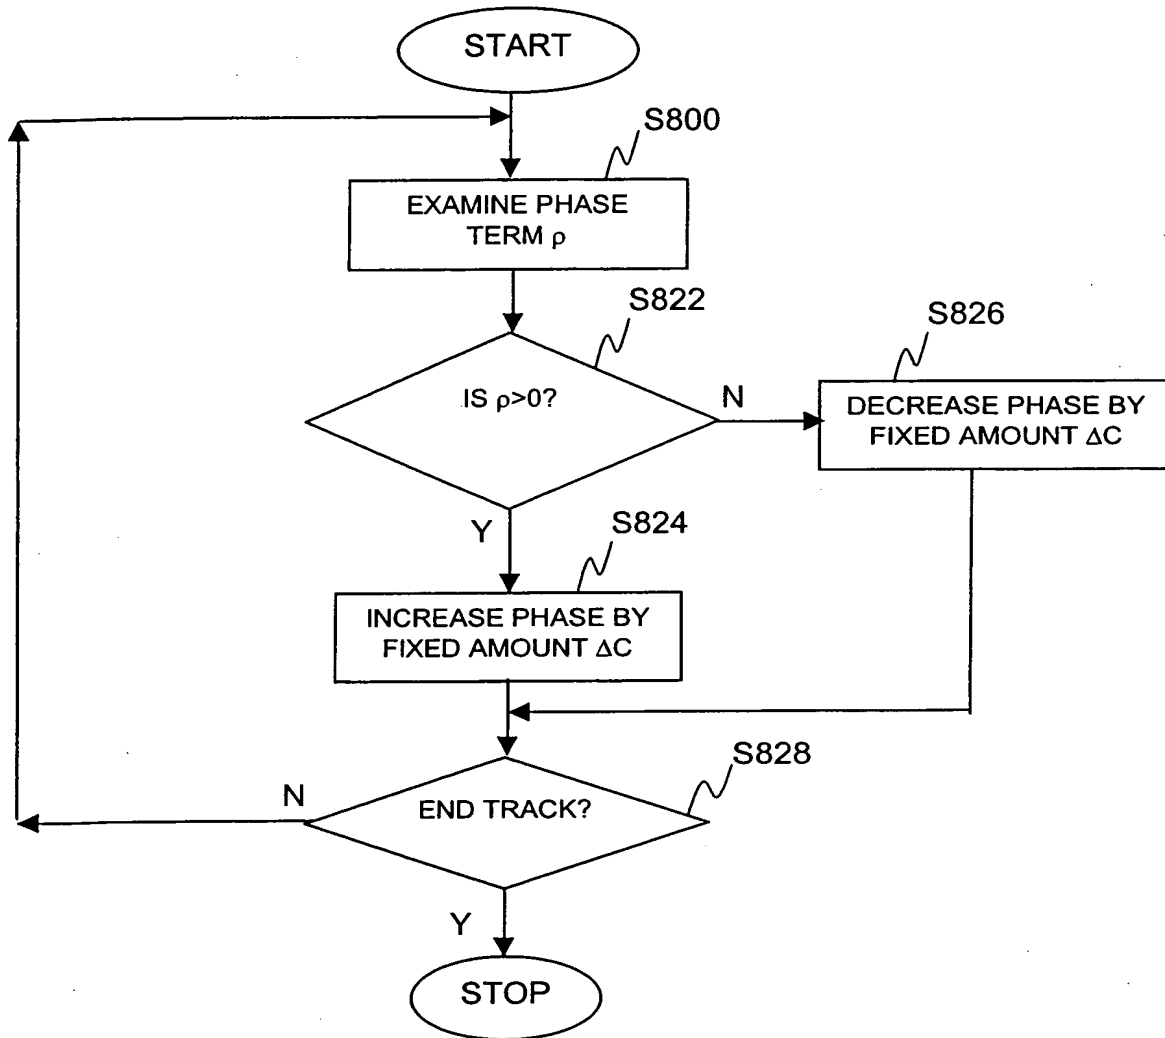 START
S800
EXAMINE PHASE
TERM ρ
S822
IS ρ>0?
N
S826
DECREASE PHASE BY
FIXED AMOUNT ΔC
Y
S824
INCREASE PHASE BY
FIXED AMOUNT ΔC
S828
END TRACK?
N
Y
STOP